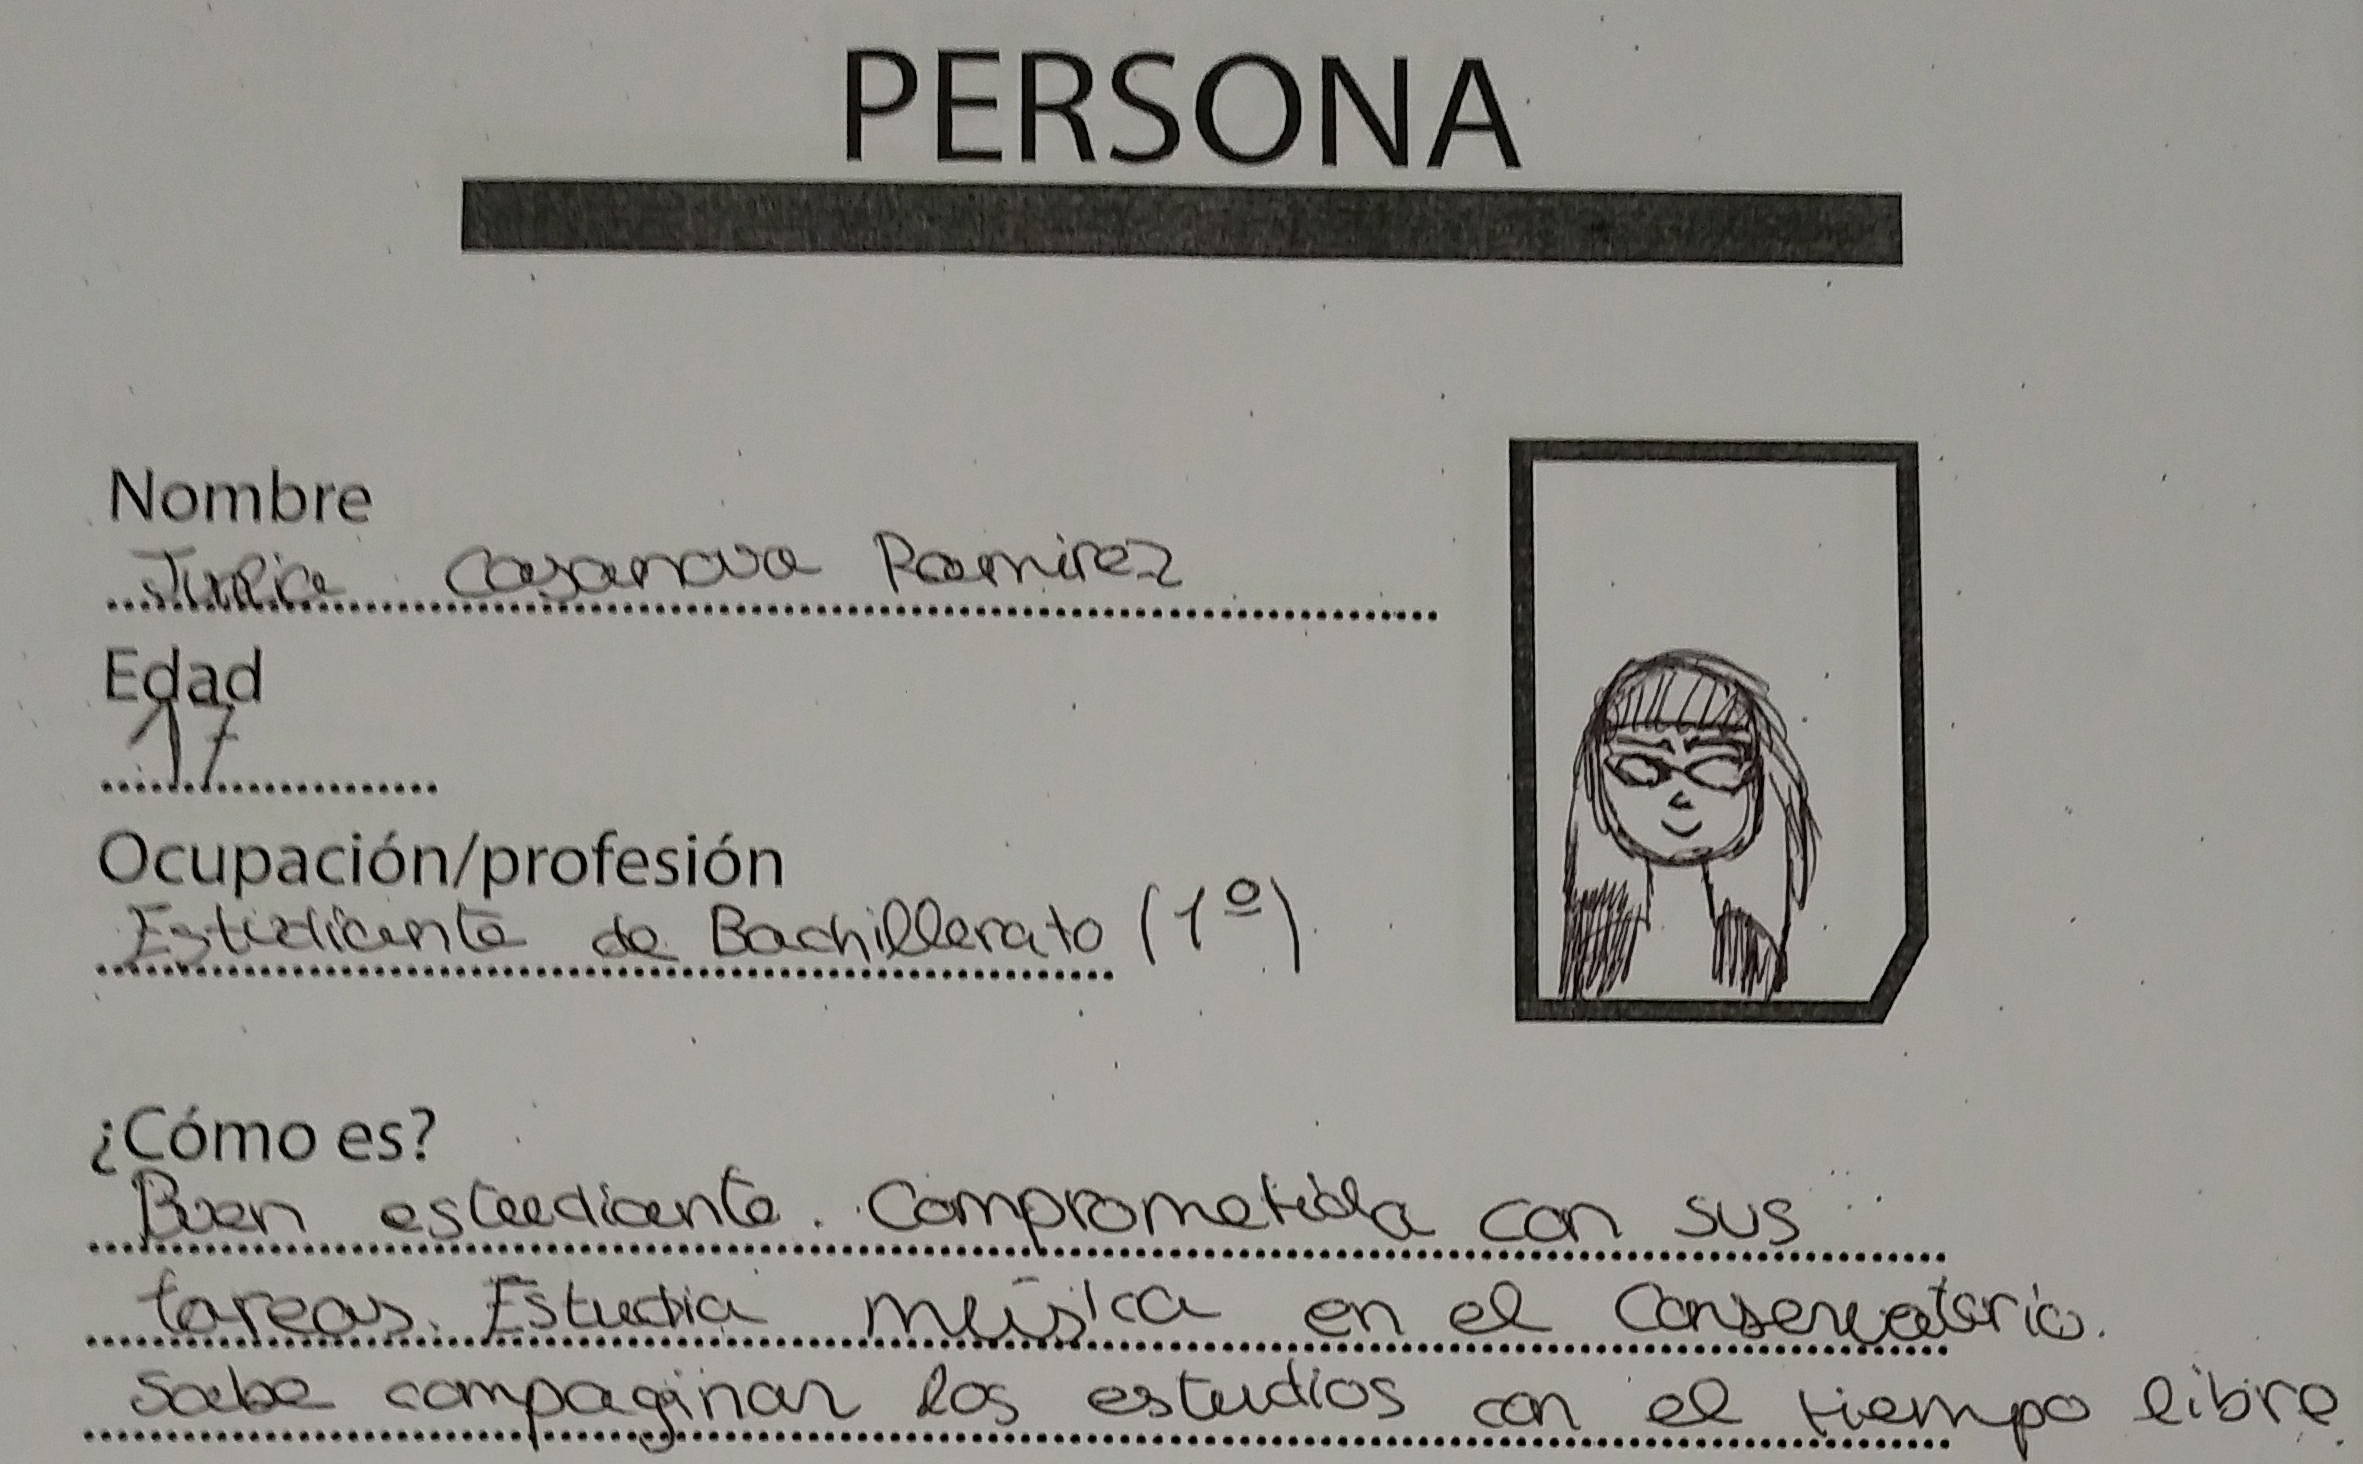 PERSONA
Nombre
Julia Casanova Ramirez
Edad
17
Ocupación/profesión
Estudiante de Bachillerato (1º)
¿Cómo es?
Buen estudiante. Comprometida con sus
tareas. Estudia música en el Conservatorio.
Sabe compaginar los estudios con el tiempo libre.